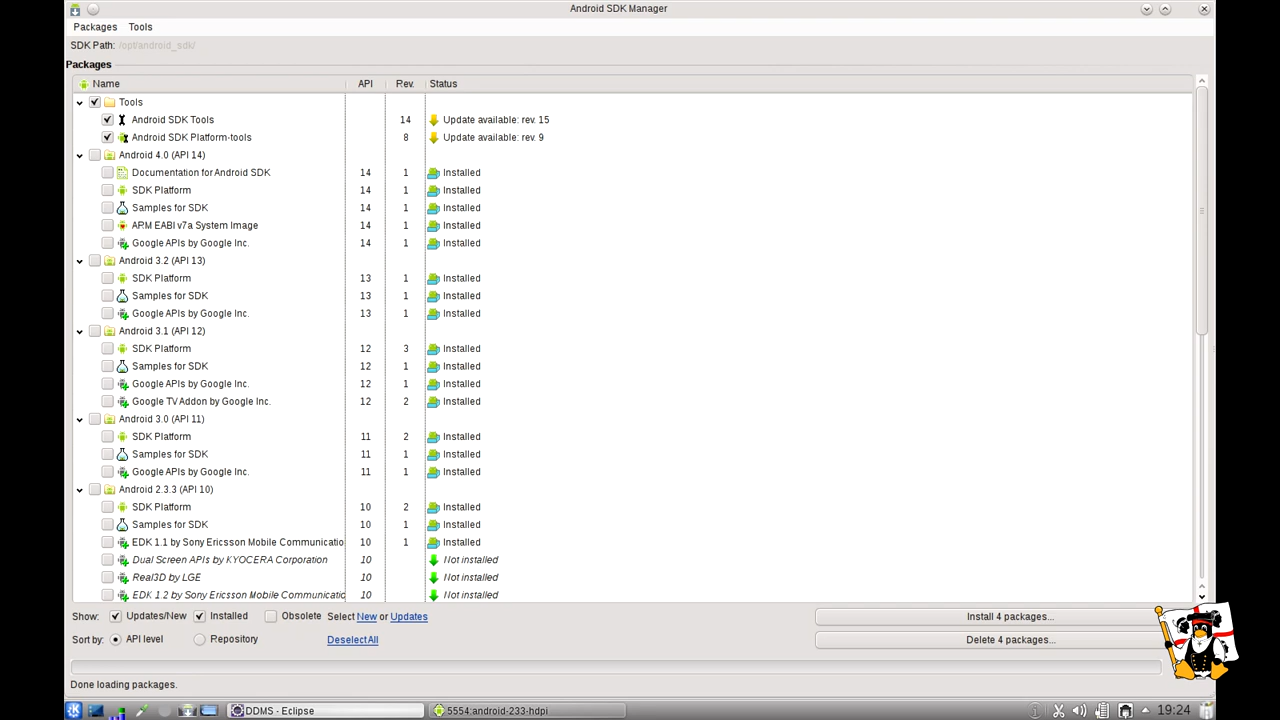 Android SDK Manager
Packages Tools
SDK Path: /opt/android_sdk/
Packages
Name API Rev. Status
Tools
Android SDK Tools 14 Update available: rev. 15
Android SDK Platform-tools 8 Update available: rev. 9
Android 4.0 (API 14)
Documentation for Android SDK 14 1 Installed
SDK Platform 14 1 Installed
Samples for SDK 14 1 Installed
ARM EABI v7a System Image 14 1 Installed
Google APIs by Google Inc. 14 1 Installed
Android 3.2 (API 13)
SDK Platform 13 1 Installed
Samples for SDK 13 1 Installed
Google APIs by Google Inc. 13 1 Installed
Android 3.1 (API 12)
SDK Platform 12 3 Installed
Samples for SDK 12 1 Installed
Google APIs by Google Inc. 12 1 Installed
Google TV Addon by Google Inc. 12 2 Installed
Android 3.0 (API 11)
SDK Platform 11 2 Installed
Samples for SDK 11 1 Installed
Google APIs by Google Inc. 11 1 Installed
Android 2.3.3 (API 10)
SDK Platform 10 2 Installed
Samples for SDK 10 1 Installed
EDK 1.1 by Sony Ericsson Mobile Communicatio 10 1 Installed
Dual Screen APIs by KYOCERA Corporation 10 Not installed
Real3D by LGE 10 Not installed
EDK 1.2 by Sony Ericsson Mobile Communicatio 10 Not installed
Show: Updates/New Installed Obsolete Select New or Updates Install 4 packages...
Sort by: API level Repository Deselect All Delete 4 packages...
Done loading packages.
DDMS - Eclipse 5554:android-233-hdpi 19:24